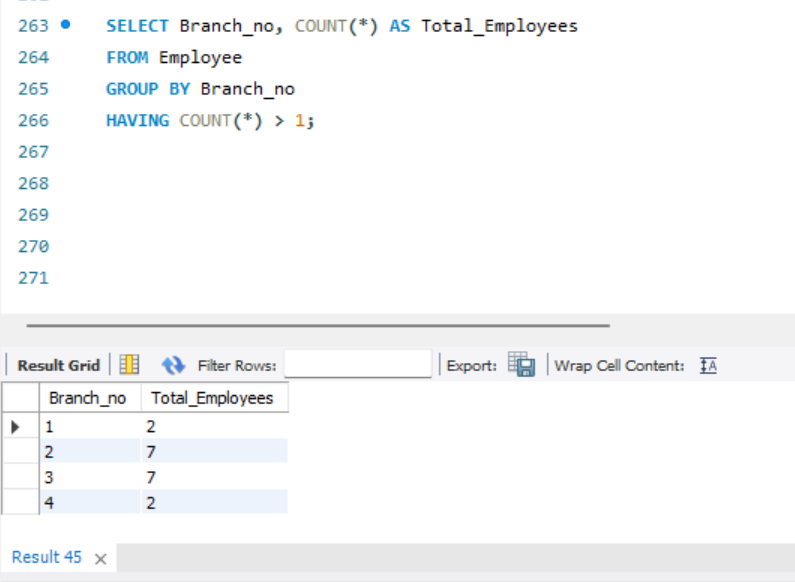 263 SELECT Branch_no, COUNT(*) AS Total_Employees
264 FROM Employee
265 GROUP BY Branch_no
266 HAVING COUNT(*) > 1;
267
268
269
270
271
Result Grid Filter Rows: Export: Wrap Cell Content:
Branch_no Total_Employees
1 2
2 7
3 7
4 2
Result 45 ×